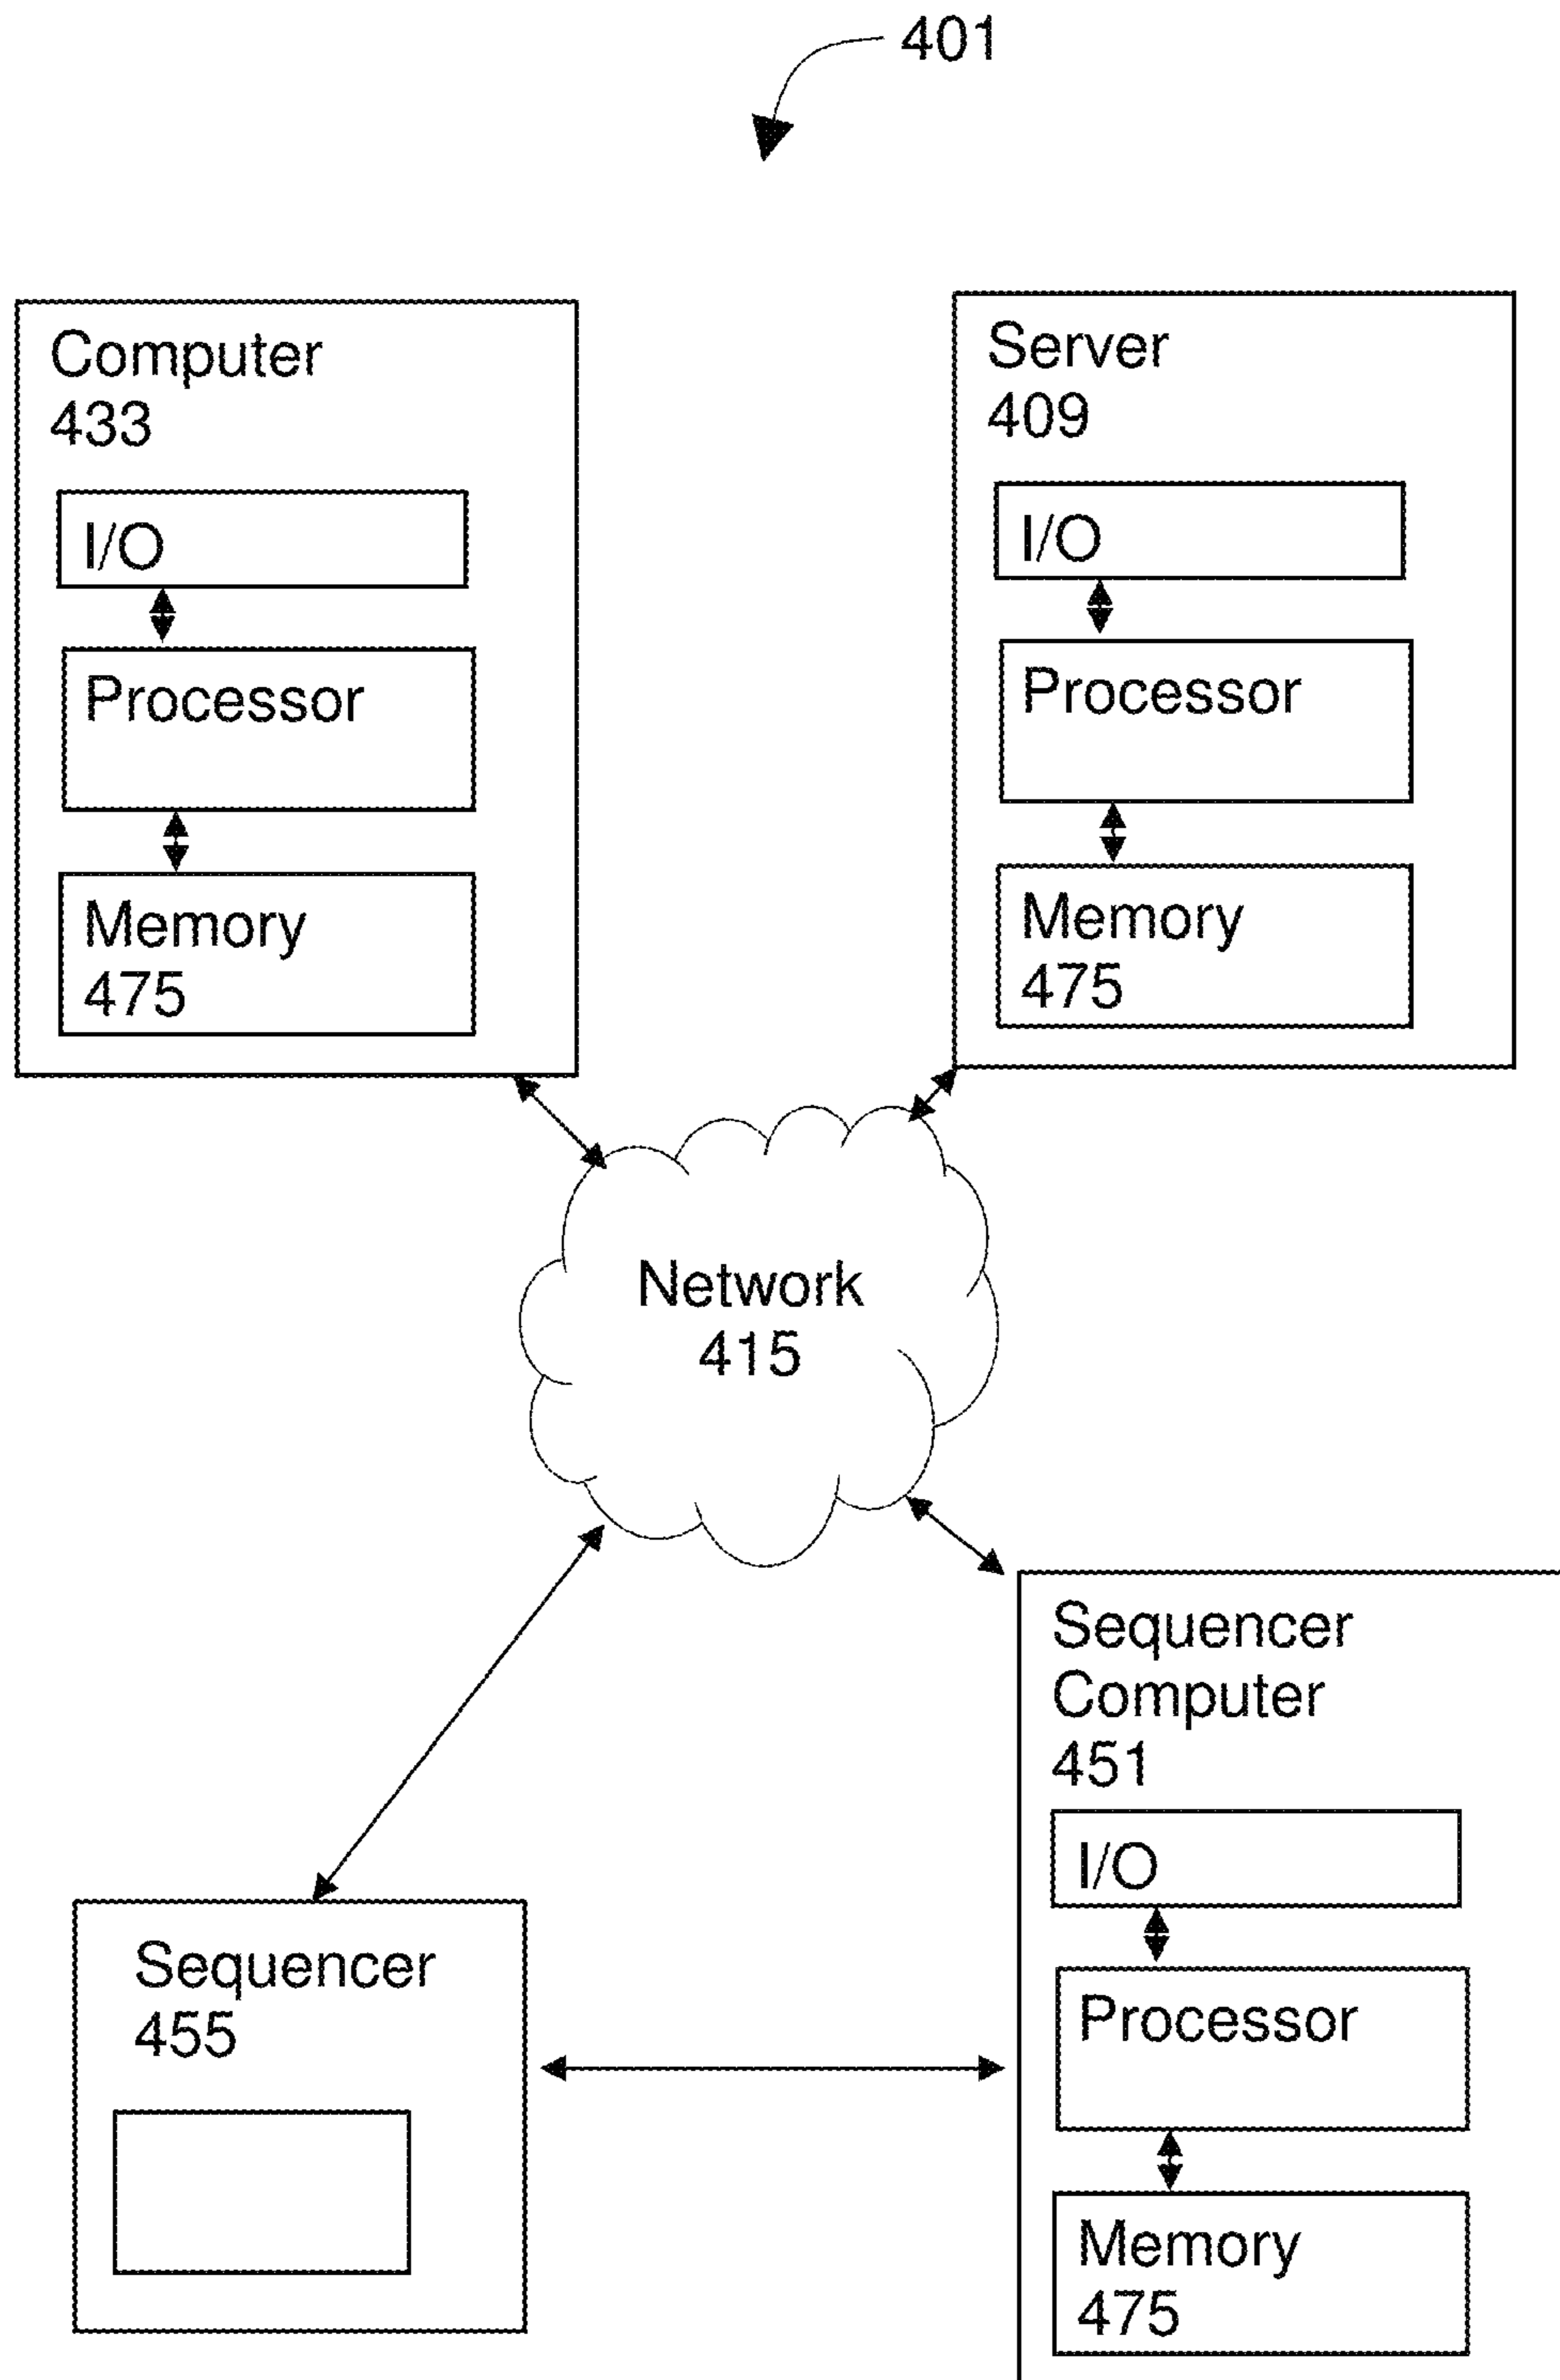 401
Computer
433
I/O
Processor
Memory
475
Server
409
I/O
Processor
Memory
475
Network
415
Sequencer
455
Sequencer
Computer
451
I/O
Processor
Memory
475